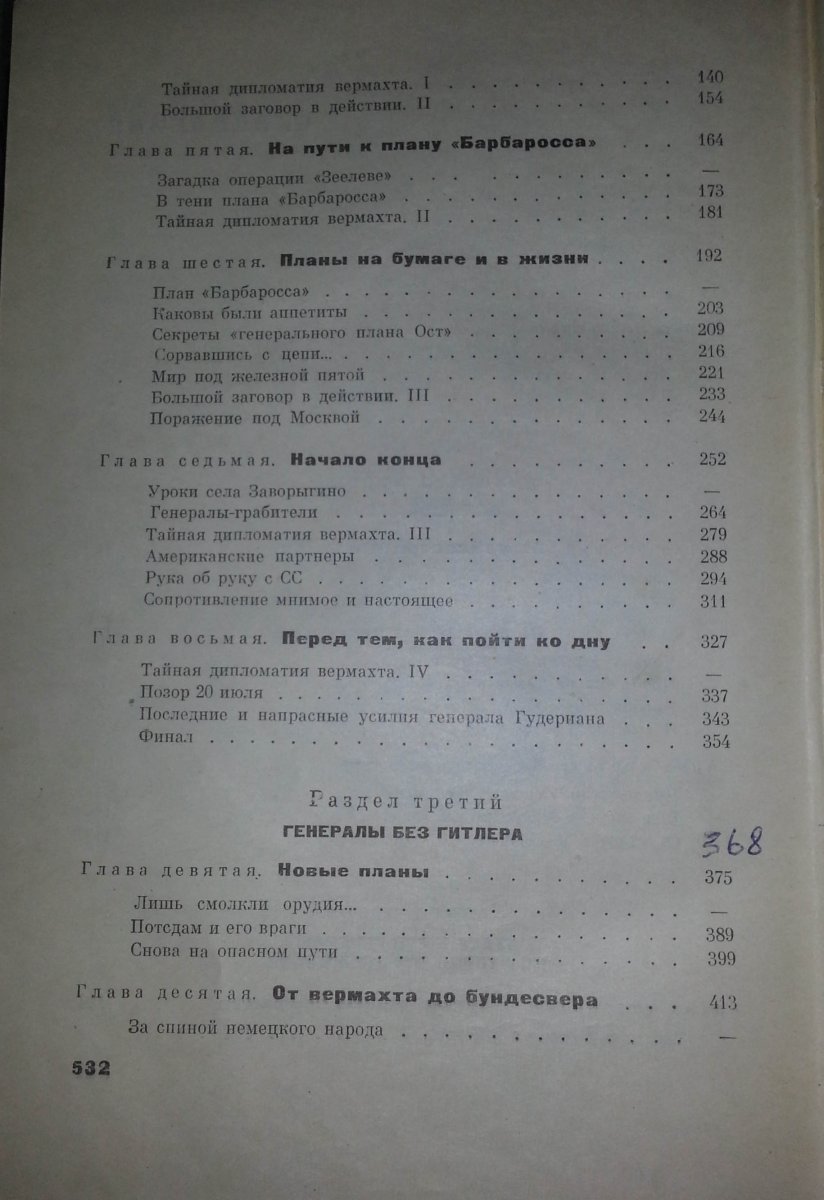 Тайная дипломатия вермахта. I . . . . . . . . . . . 140
Большой заговор в действии. II . . . . . . . . . . . 154
Глава пятая. На пути к плану «Барбаросса» . . . 164
Загадка операции «Зеелеве» . . . . . . . . . . . —
В тени плана «Барбаросса» . . . . . . . . . . . . 173
Тайная дипломатия вермахта. II . . . . . . . . . . . 181
Глава шестая. Планы на бумаге и в жизни . . . . 192
План «Барбаросса» . . . . . . . . . . . . . . . —
Каковы были аппетиты . . . . . . . . . . . . . 203
Секреты «генерального плана Ост» . . . . . . . . . 209
Сорвавшись с цепи... . . . . . . . . . . . . . . 216
Мир под железной пятой . . . . . . . . . . . . . 221
Большой заговор в действии. III . . . . . . . . . . 233
Поражение под Москвой . . . . . . . . . . . . . 244
Глава седьмая. Начало конца . . . . . . . . . 252
Уроки села Заворыгино . . . . . . . . . . . . . —
Генералы-грабители . . . . . . . . . . . . . . . 264
Тайная дипломатия вермахта. III . . . . . . . . . . 279
Американские партнеры . . . . . . . . . . . . . 288
Рука об руку с СС . . . . . . . . . . . . . . . 294
Сопротивление мнимое и настоящее . . . . . . . . . 311
Глава восьмая. Перед тем, как пойти ко дну . . 327
Тайная дипломатия вермахта. IV . . . . . . . . . . —
Позор 20 июля . . . . . . . . . . . . . . . . . 337
Последние и напрасные усилия генерала Гудериана . . . 343
Финал . . . . . . . . . . . . . . . . . . . . 354
Раздел третий
ГЕНЕРАЛЫ БЕЗ ГИТЛЕРА 368
Глава девятая. Новые планы . . . . . . . . . . 375
Лишь смолкли орудия... . . . . . . . . . . . . . —
Потсдам и его враги . . . . . . . . . . . . . . . 389
Снова на опасном пути . . . . . . . . . . . . . . 399
Глава десятая. От вермахта до бундесвера . . . 413
За спиной немецкого народа . . . . . . . . . . . . —
532